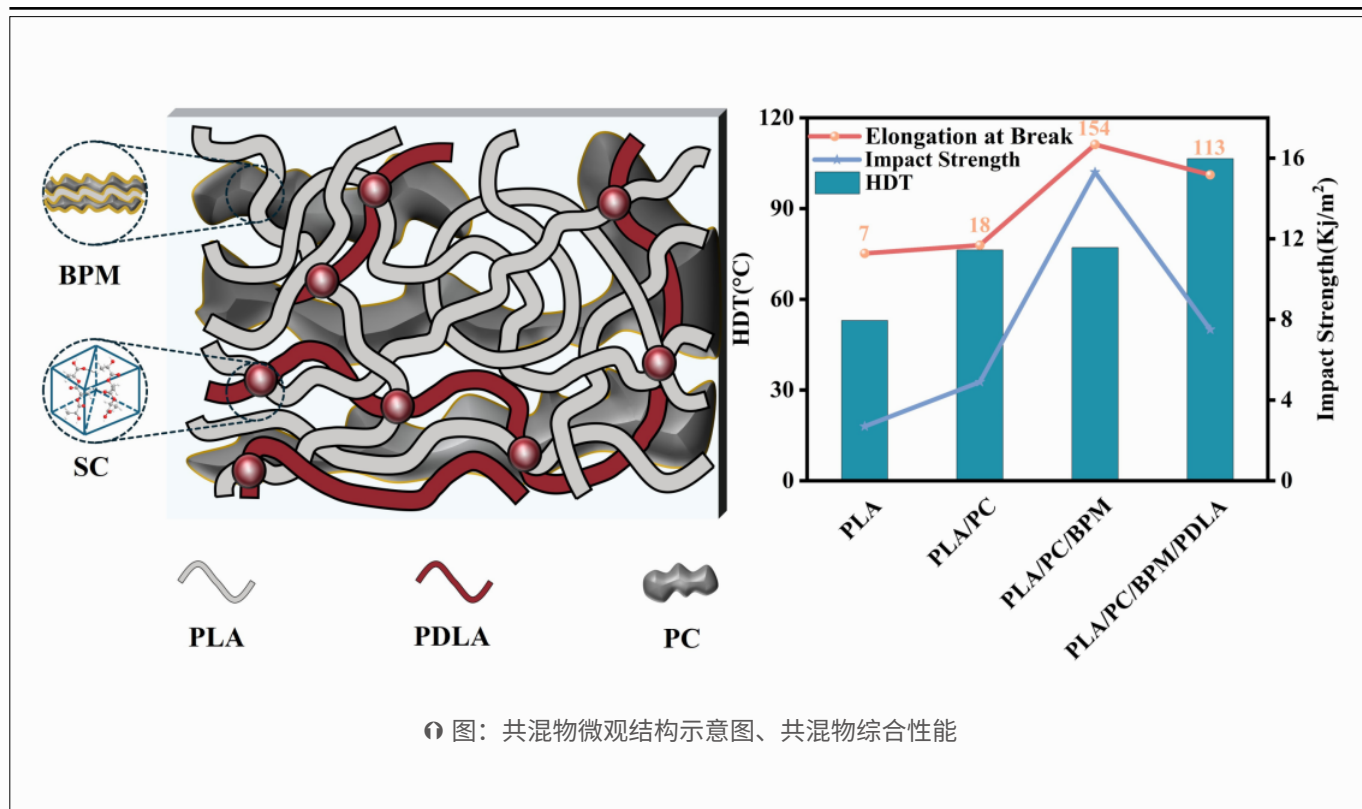 BPM
SC
PLA
PDLA
PC
120
90
60
30
0
HDT(°C)
Elongation at Break
Impact Strength
HDT
7
18
154
113
16
12
8
4
0
Impact Strength(Kj/m²)
PLA
PLA/PC
PLA/PC/BPM
PLA/PC/BPM/PDLA
图：共混物微观结构示意图、共混物综合性能